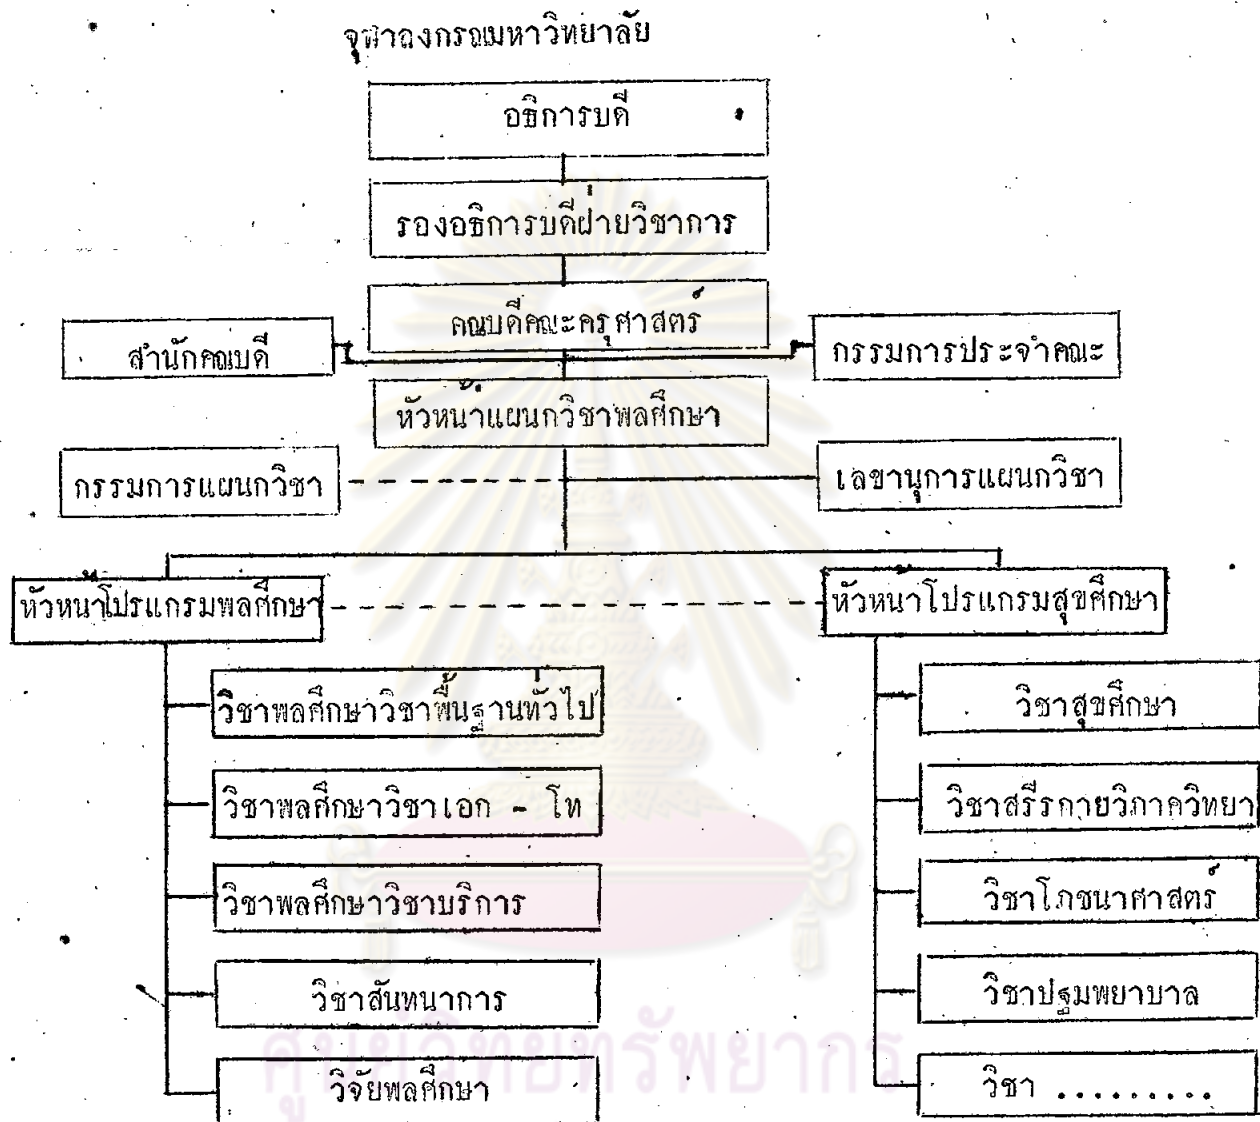 จุฬาลงกรณมหาวิทยาลัย
อธิการบดี
รองอธิการบดีฝ่ายวิชาการ
คณบดีคณะครุศาสตร์
สำนักคณบดี
กรรมการประจำคณะ
หัวหน้าแผนกวิชาพลศึกษา
กรรมการแผนกวิชา
เลขานุการแผนกวิชา
หัวหน้าโปรแกรมพลศึกษา
หัวหน้าโปรแกรมสุขศึกษา
วิชาพลศึกษาวิชาพื้นฐานทั่วไป
วิชาพลศึกษาวิชาเอก - โท
วิชาพลศึกษาวิชาบริการ
วิชาสันทนาการ
วิจัยพลศึกษา
วิชาสุขศึกษา
วิชาสรีรกายวิภาควิทยา
วิชาโภชนาศาสตร์
วิชาปฐมพยาบาล
วิชา .........
ศูนย์วิทยทรัพยากร